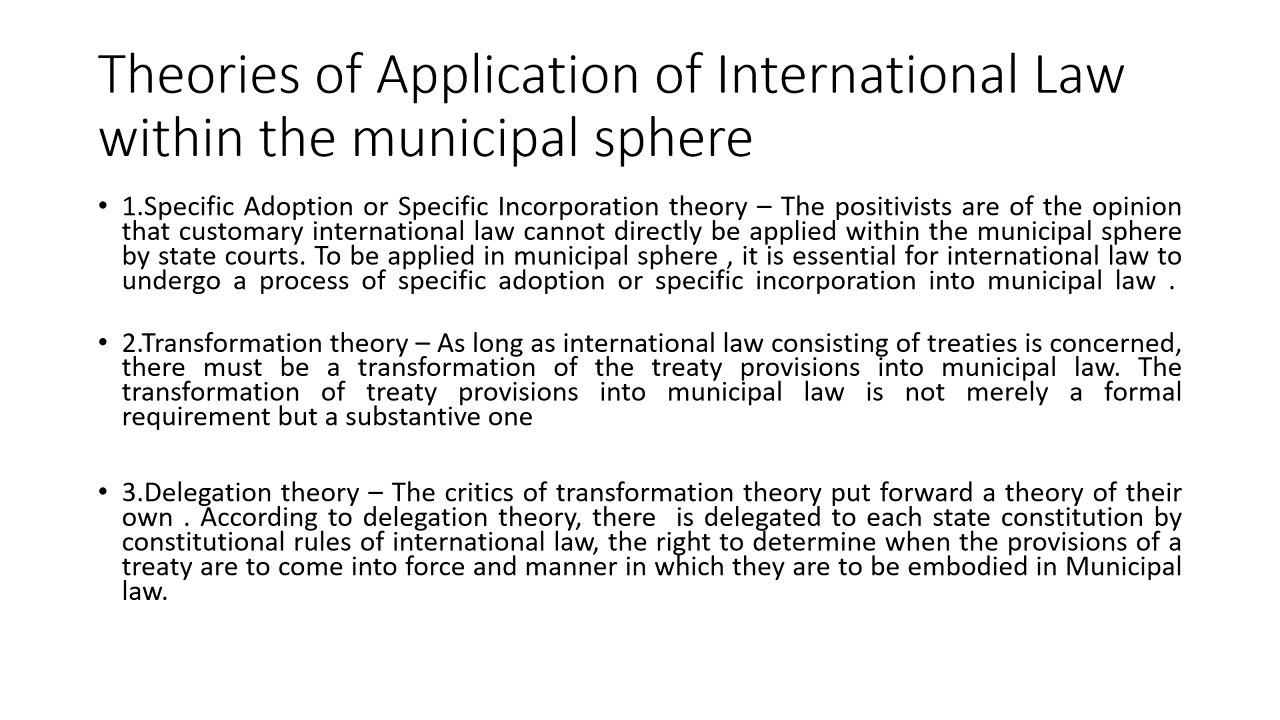 Theories of Application of International Law
within the municipal sphere
• 1.Specific Adoption or Specific Incorporation theory – The positivists are of the opinion
that customary international law cannot directly be applied within the municipal sphere
by state courts. To be applied in municipal sphere , it is essential for international law to
undergo a process of specific adoption or specific incorporation into municipal law .
• 2.Transformation theory – As long as international law consisting of treaties is concerned,
there must be a transformation of the treaty provisions into municipal law. The
transformation of treaty provisions into municipal law is not merely a formal
requirement but a substantive one
• 3.Delegation theory – The critics of transformation theory put forward a theory of their
own . According to delegation theory, there  is delegated to each state constitution by
constitutional rules of international law, the right to determine when the provisions of a
treaty are to come into force and manner in which they are to be embodied in Municipal
law.